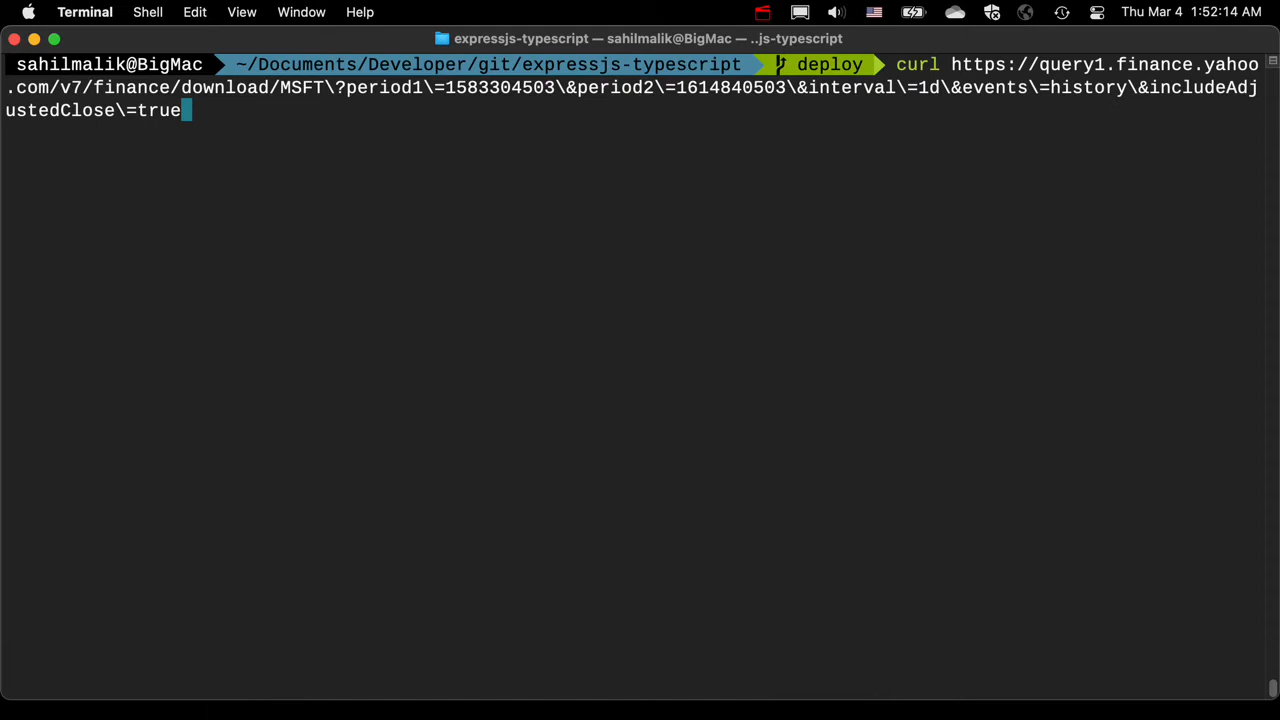 Terminal Shell Edit View Window Help Thu Mar 4 1:52:14 AM
expressjs-typescript — sahilmalik@BigMac — ..js-typescript
sahilmalik@BigMac ~/Documents/Developer/git/expressjs-typescript deploy curl https://query1.finance.yahoo
.com/v7/finance/download/MSFT\?period1\=1583304503\&period2\=1614840503\&interval\=1d\&events\=history\&includeAdj
ustedClose\=true